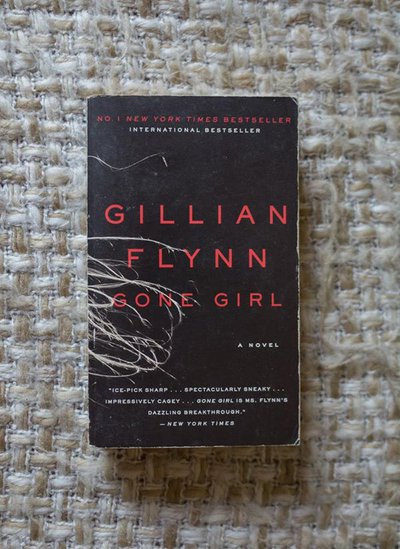 NO. 1 NEW YORK TIMES BESTSELLER
INTERNATIONAL BESTSELLER
GILLIAN
FLYNN
GONE GIRL
A NOVEL
"ICE-PICK SHARP . . . SPECTACULARLY SNEAKY . . .
IMPRESSIVELY CAGEY . . . GONE GIRL IS MS. FLYNN'S
DAZZLING BREAKTHROUGH."
—NEW YORK TIMES